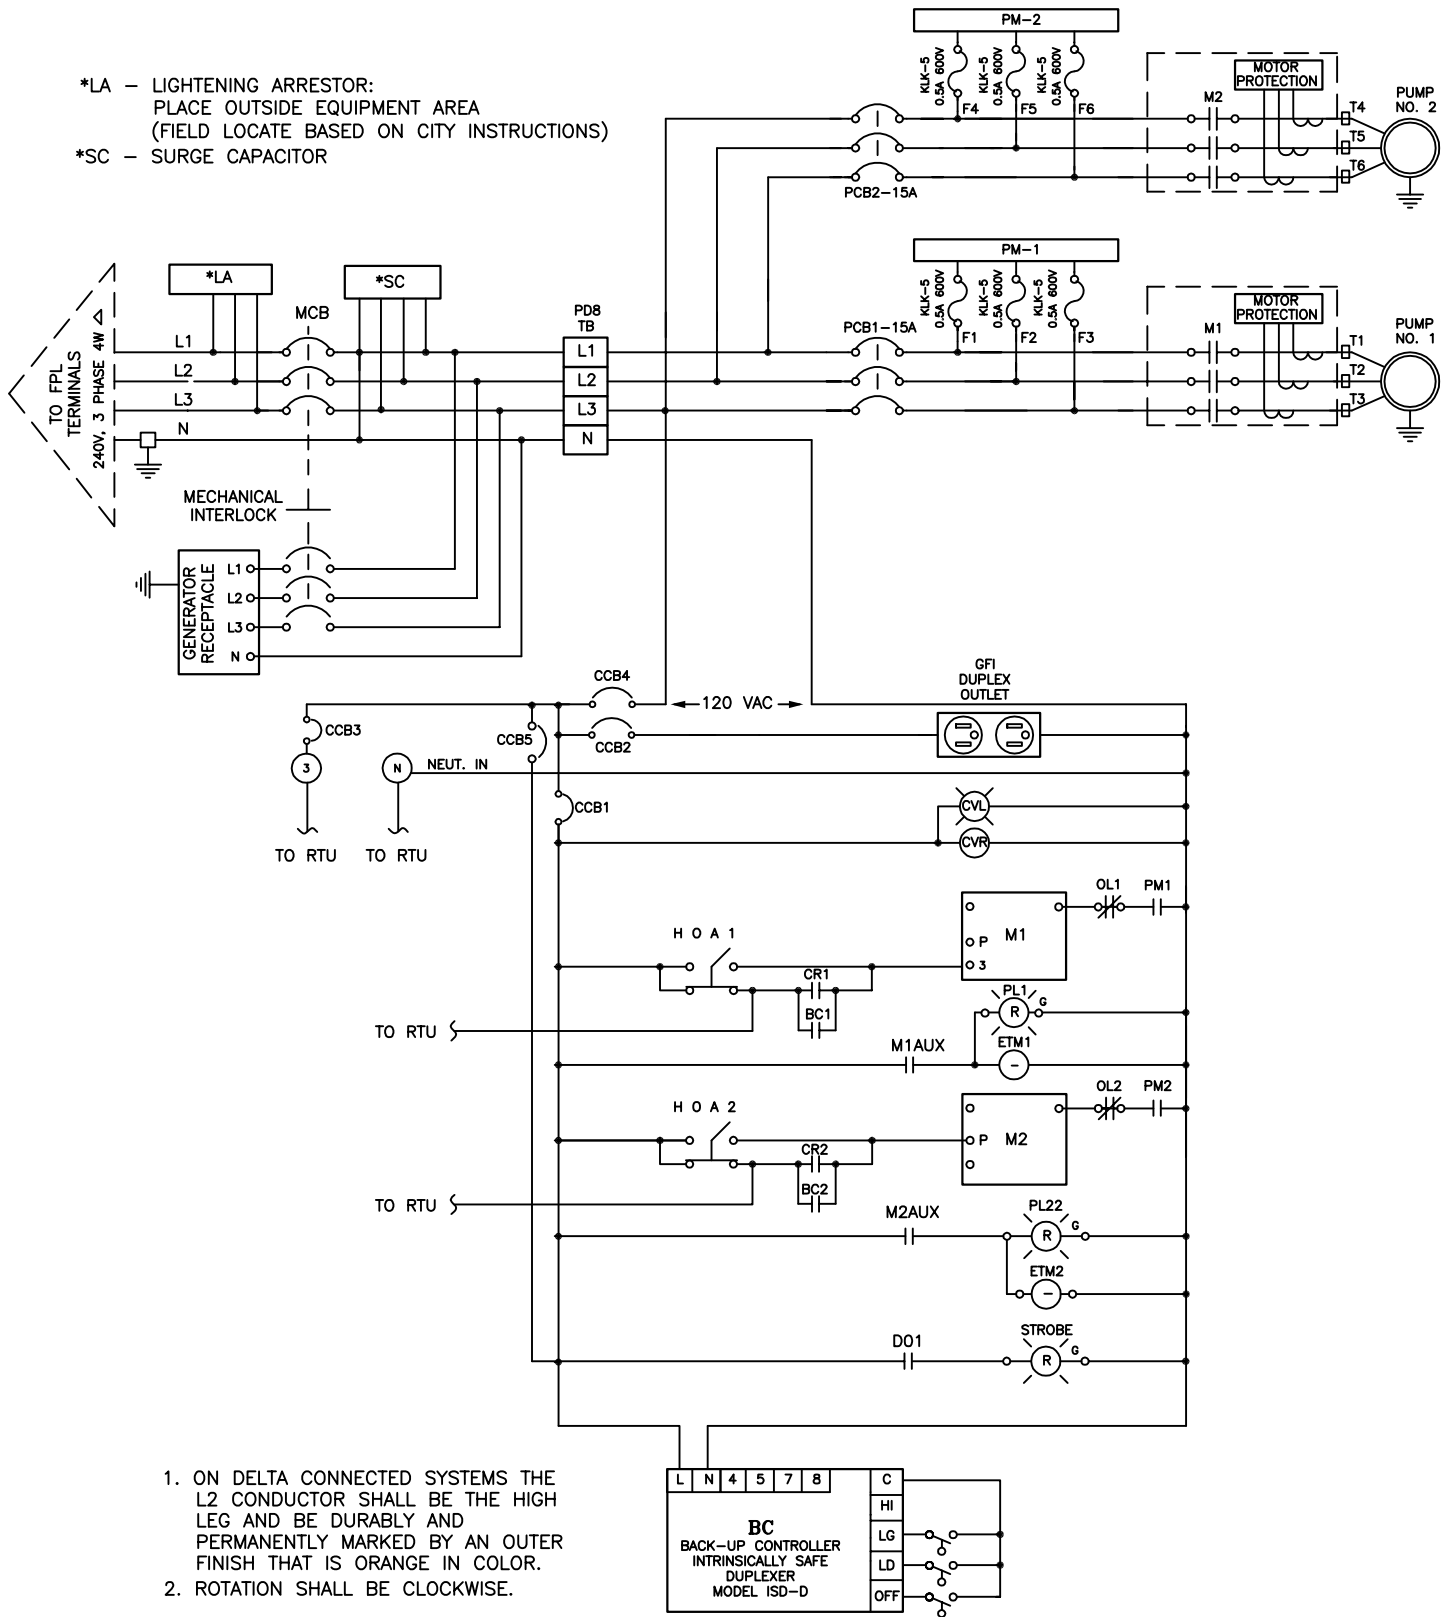 *LA – LIGHTENING ARRESTOR:
PLACE OUTSIDE EQUIPMENT AREA
(FIELD LOCATE BASED ON CITY INSTRUCTIONS)
*SC – SURGE CAPACITOR
PM–2
KLK–5
0.5A 600V
KLK–5
0.5A 600V
KLK–5
0.5A 600V
F4
F5
F6
PCB2–15A
M2
MOTOR
PROTECTION
T4
T5
T6
PUMP
NO. 2
TO FPL
TERMINALS
240V, 3 PHASE 4W
*LA
*SC
MCB
L1
L2
L3
N
PD8
TB
L1
L2
L3
N
PM–1
KLK–5
0.5A 600V
KLK–5
0.5A 600V
KLK–5
0.5A 600V
F1
F2
F3
PCB1–15A
M1
MOTOR
PROTECTION
T1
T2
T3
PUMP
NO. 1
MECHANICAL
INTERLOCK
GENERATOR
RECEPTACLE
L1
L2
L3
N
CCB4
120 VAC
GFI
DUPLEX
OUTLET
CCB3
CCB5
CCB2
3
N
NEUT. IN
CCB1
TO RTU
TO RTU
CVL
CVR
H O A 1
M1
P
3
OL1
PM1
CR1
BC1
TO RTU
PL1
R
G
M1AUX
ETM1
–
H O A 2
M2
P
OL2
PM2
CR2
BC2
TO RTU
M2AUX
PL22
R
G
ETM2
–
DO1
STROBE
R
G
L N 4 5 7 8 C
HI
LG
LD
OFF
BC
BACK–UP CONTROLLER
INTRINSICALLY SAFE
DUPLEXER
MODEL ISD–D
1. ON DELTA CONNECTED SYSTEMS THE
L2 CONDUCTOR SHALL BE THE HIGH
LEG AND BE DURABLY AND
PERMANENTLY MARKED BY AN OUTER
FINISH THAT IS ORANGE IN COLOR.
2. ROTATION SHALL BE CLOCKWISE.